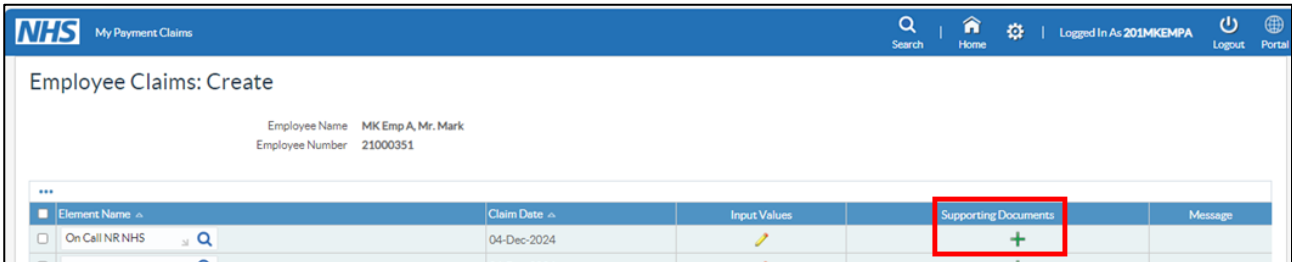 NHS My Payment Claims Search | Home | Logged In As 201MKEMPA Logout Portal
Employee Claims: Create
Employee Name MK Emp A, Mr. Mark
Employee Number 21000351
Element Name Claim Date Input Values Supporting Documents Message
On Call NR NHS 04-Dec-2024